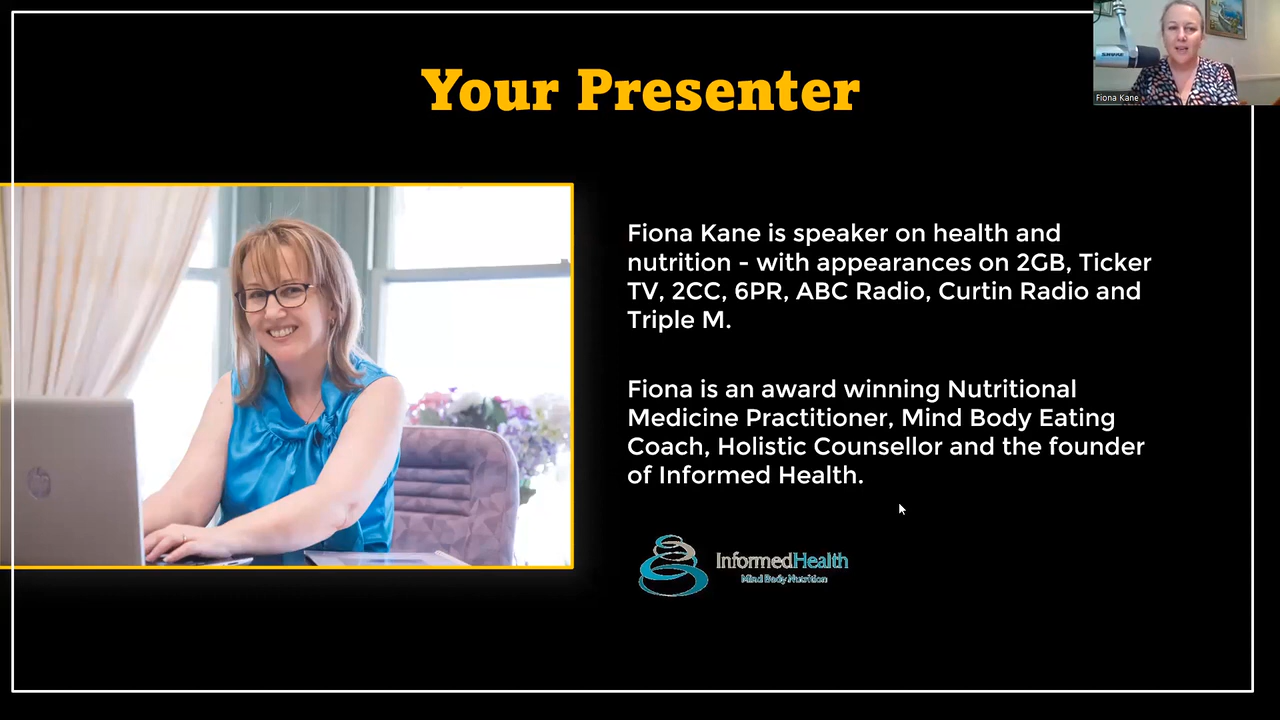 Your Presenter
SHURE
Fiona Kane
Fiona Kane is speaker on health and
nutrition - with appearances on 2GB, Ticker
TV, 2CC, 6PR, ABC Radio, Curtin Radio and
Triple M.
Fiona is an award winning Nutritional
Medicine Practitioner, Mind Body Eating
Coach, Holistic Counsellor and the founder
of Informed Health.
InformedHealth
Mind Body Nutrition